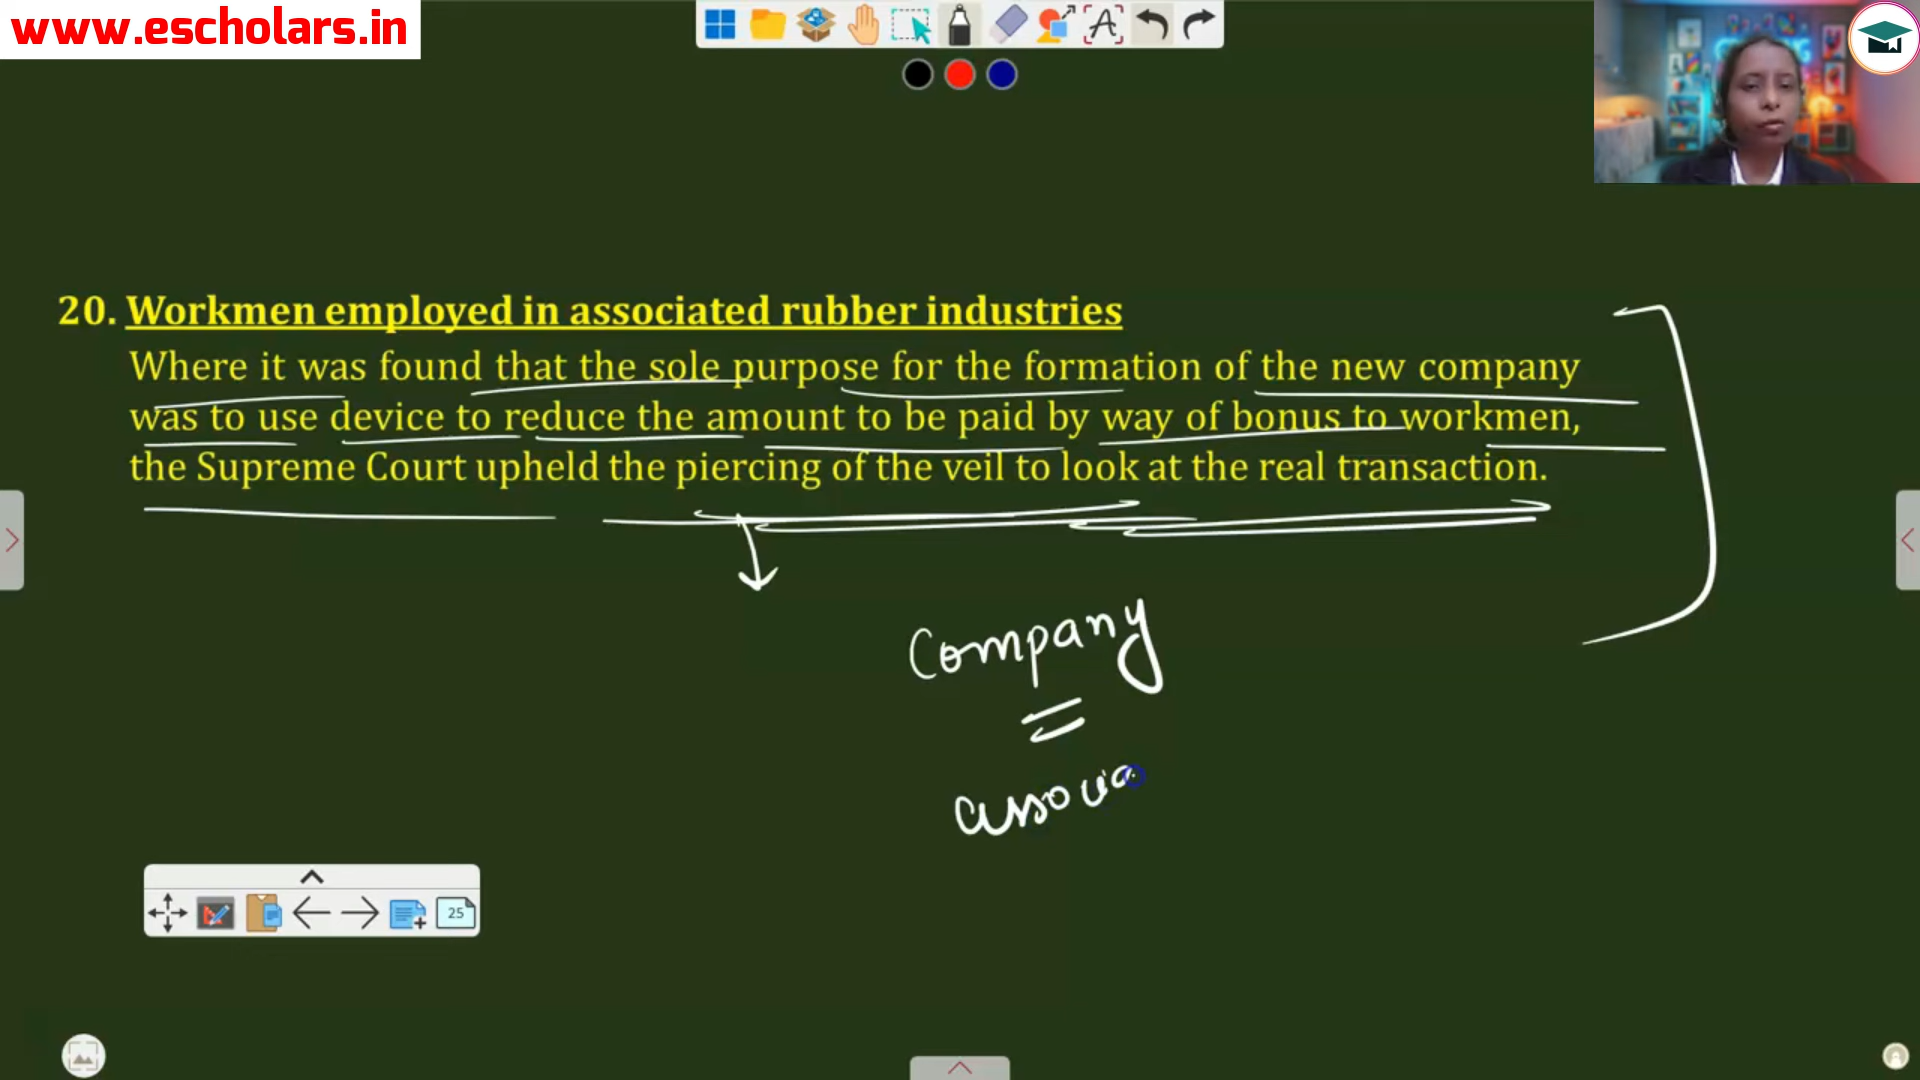 www.escholars.in
20. Workmen employed in associated rubber industries
Where it was found that the sole purpose for the formation of the new company
was to use device to reduce the amount to be paid by way of bonus to workmen,
the Supreme Court upheld the piercing of the veil to look at the real transaction.
Company
=
associa
25